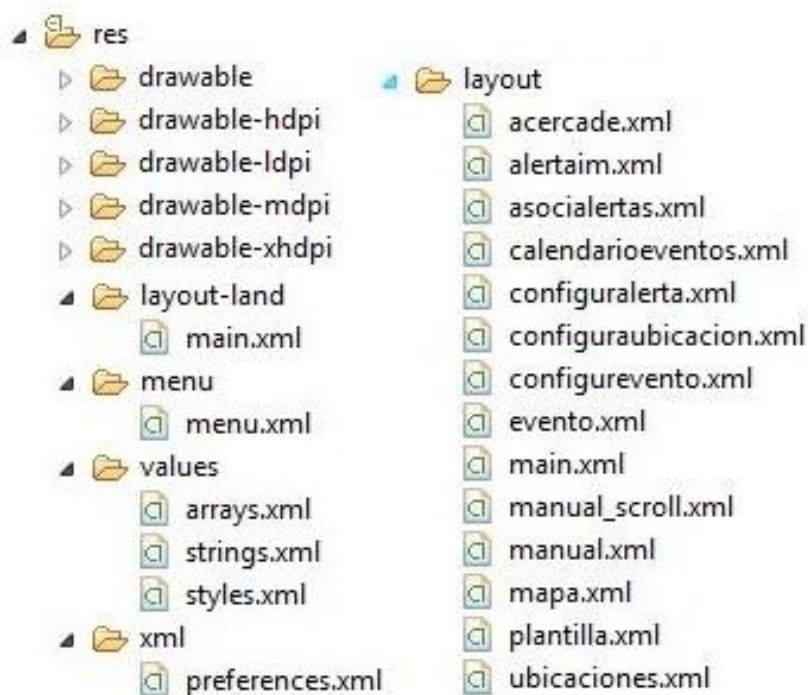 res
drawable
drawable-hdpi
drawable-ldpi
drawable-mdpi
drawable-xhdpi
layout-land
main.xml
menu
menu.xml
values
arrays.xml
strings.xml
styles.xml
xml
preferences.xml
layout
acercade.xml
alertaim.xml
asocialertas.xml
calendarioeventos.xml
configuralerta.xml
configuraubicacion.xml
configurevento.xml
evento.xml
main.xml
manual_scroll.xml
manual.xml
mapa.xml
plantilla.xml
ubicaciones.xml